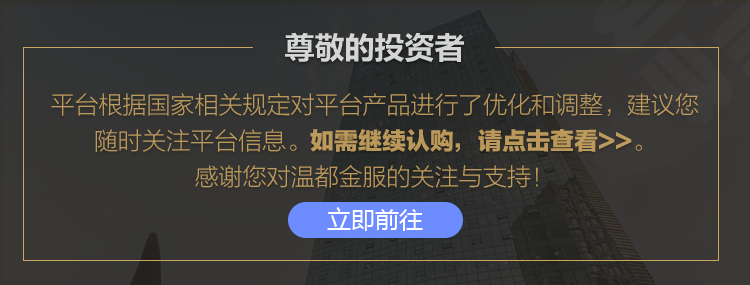 尊敬的投资者
平台根据国家相关规定对平台产品进行了优化和调整，建议您
随时关注平台信息。如需继续认购，请点击查看>>。
感谢您对温都金服的关注与支持！
立即前往